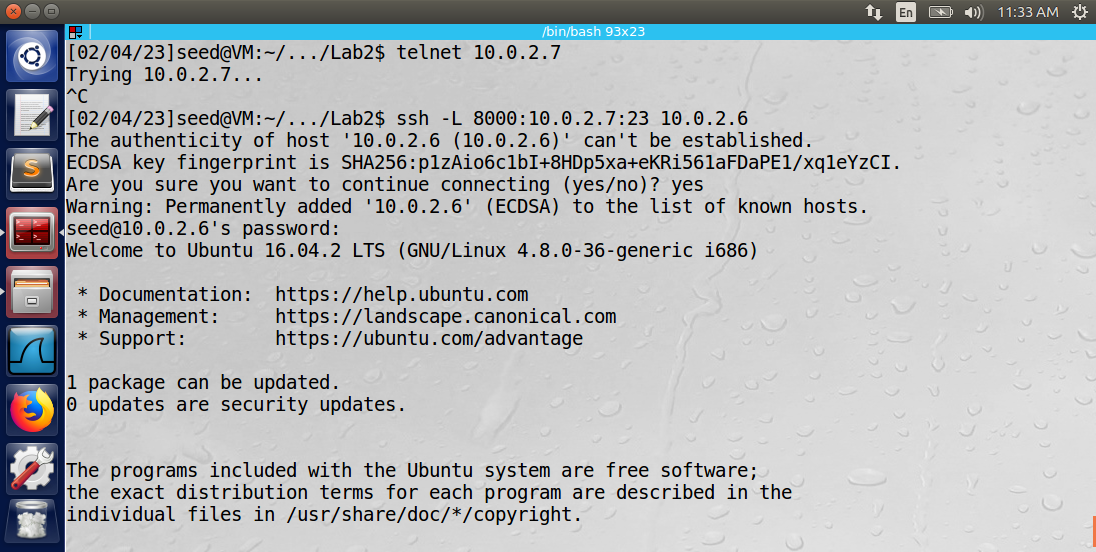 En
11:33 AM
/bin/bash 93x23
[02/04/23]seed@VM:~/.../Lab2$ telnet 10.0.2.7
Trying 10.0.2.7...
^C
[02/04/23]seed@VM:~/.../Lab2$ ssh -L 8000:10.0.2.7:23 10.0.2.6
The authenticity of host '10.0.2.6 (10.0.2.6)' can't be established.
ECDSA key fingerprint is SHA256:p1zAio6c1bI+8HDp5xa+eKRi561aFDaPE1/xq1eYzCI.
Are you sure you want to continue connecting (yes/no)? yes
Warning: Permanently added '10.0.2.6' (ECDSA) to the list of known hosts.
seed@10.0.2.6's password:
Welcome to Ubuntu 16.04.2 LTS (GNU/Linux 4.8.0-36-generic i686)
* Documentation:  https://help.ubuntu.com
* Management:     https://landscape.canonical.com
* Support:        https://ubuntu.com/advantage
1 package can be updated.
0 updates are security updates.
The programs included with the Ubuntu system are free software;
the exact distribution terms for each program are described in the
individual files in /usr/share/doc/*/copyright.